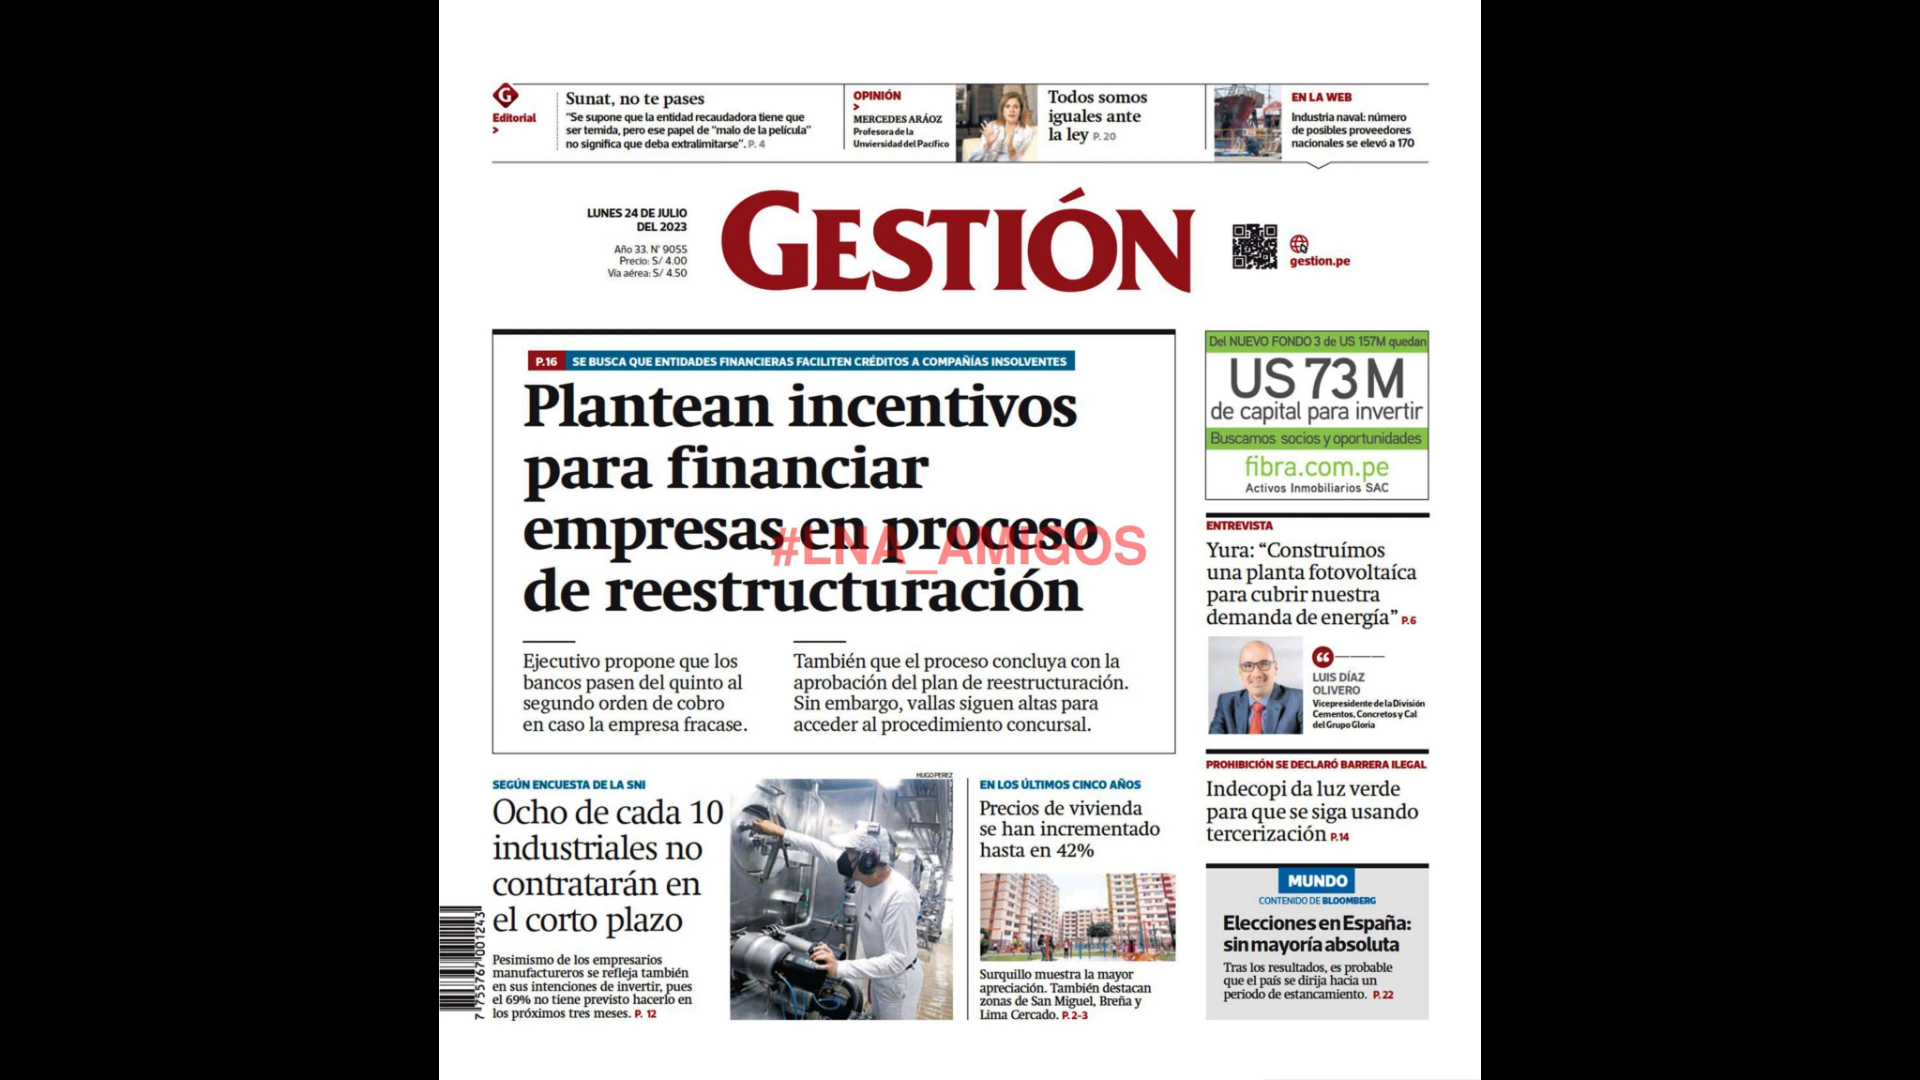 G
Editorial
>
Sunat, no te pases
"Se supone que la entidad recaudadora tiene que
ser temida, pero ese papel de "malo de la película"
no significa que deba extralimitarse". P. 4
OPINIÓN
>
MERCEDES ARÁOZ
Profesora de la
Unviersidad del Pacífico
Todos somos
iguales ante
la ley P. 20
EN LA WEB
Industria naval: número
de posibles proveedores
nacionales se elevó a 170
LUNES 24 DE JULIO
DEL 2023
Año 33. N° 9055
Precio: S/ 4.00
Vía aérea: S/ 4.50
GESTIÓN
gestion.pe
P.16 SE BUSCA QUE ENTIDADES FINANCIERAS FACILITEN CRÉDITOS A COMPAÑÍAS INSOLVENTES
Plantean incentivos
para financiar
empresas en proceso
de reestructuración
#LNA_AMIGOS
Ejecutivo propone que los
bancos pasen del quinto al
segundo orden de cobro
en caso la empresa fracase.
También que el proceso concluya con la
aprobación del plan de reestructuración.
Sin embargo, vallas siguen altas para
acceder al procedimiento concursal.
Del NUEVO FONDO 3 de US 157M quedan
US 73 M
de capital para invertir
Buscamos socios y oportunidades
fibra.com.pe
Activos Inmobiliarios SAC
ENTREVISTA
Yura: "Construímos
una planta fotovoltaíca
para cubrir nuestra
demanda de energía" P.6
LUIS DÍAZ
OLIVERO
Vicepresidente de la División
Cementos, Concretos y Cal
del Grupo Gloria
PROHIBICIÓN SE DECLARÓ BARRERA ILEGAL
Indecopi da luz verde
para que se siga usando
tercerización P.14
MUNDO
CONTENIDO DE BLOOMBERG
Elecciones en España:
sin mayoría absoluta
Tras los resultados, es probable
que el país se dirija hacia un
periodo de estancamiento. P. 22
SEGÚN ENCUESTA DE LA SNI
Ocho de cada 10
industriales no
contratarán en
el corto plazo
Pesimismo de los empresarios
manufactureros se refleja también
en sus intenciones de invertir, pues
el 69% no tiene previsto hacerlo en
los próximos tres meses. P. 12
HUGO PEREZ
EN LOS ÚLTIMOS CINCO AÑOS
Precios de vivienda
se han incrementado
hasta en 42%
Surquillo muestra la mayor
apreciación. También destacan
zonas de San Miguel, Breña y
Lima Cercado. P.2-3
7 755767 001243